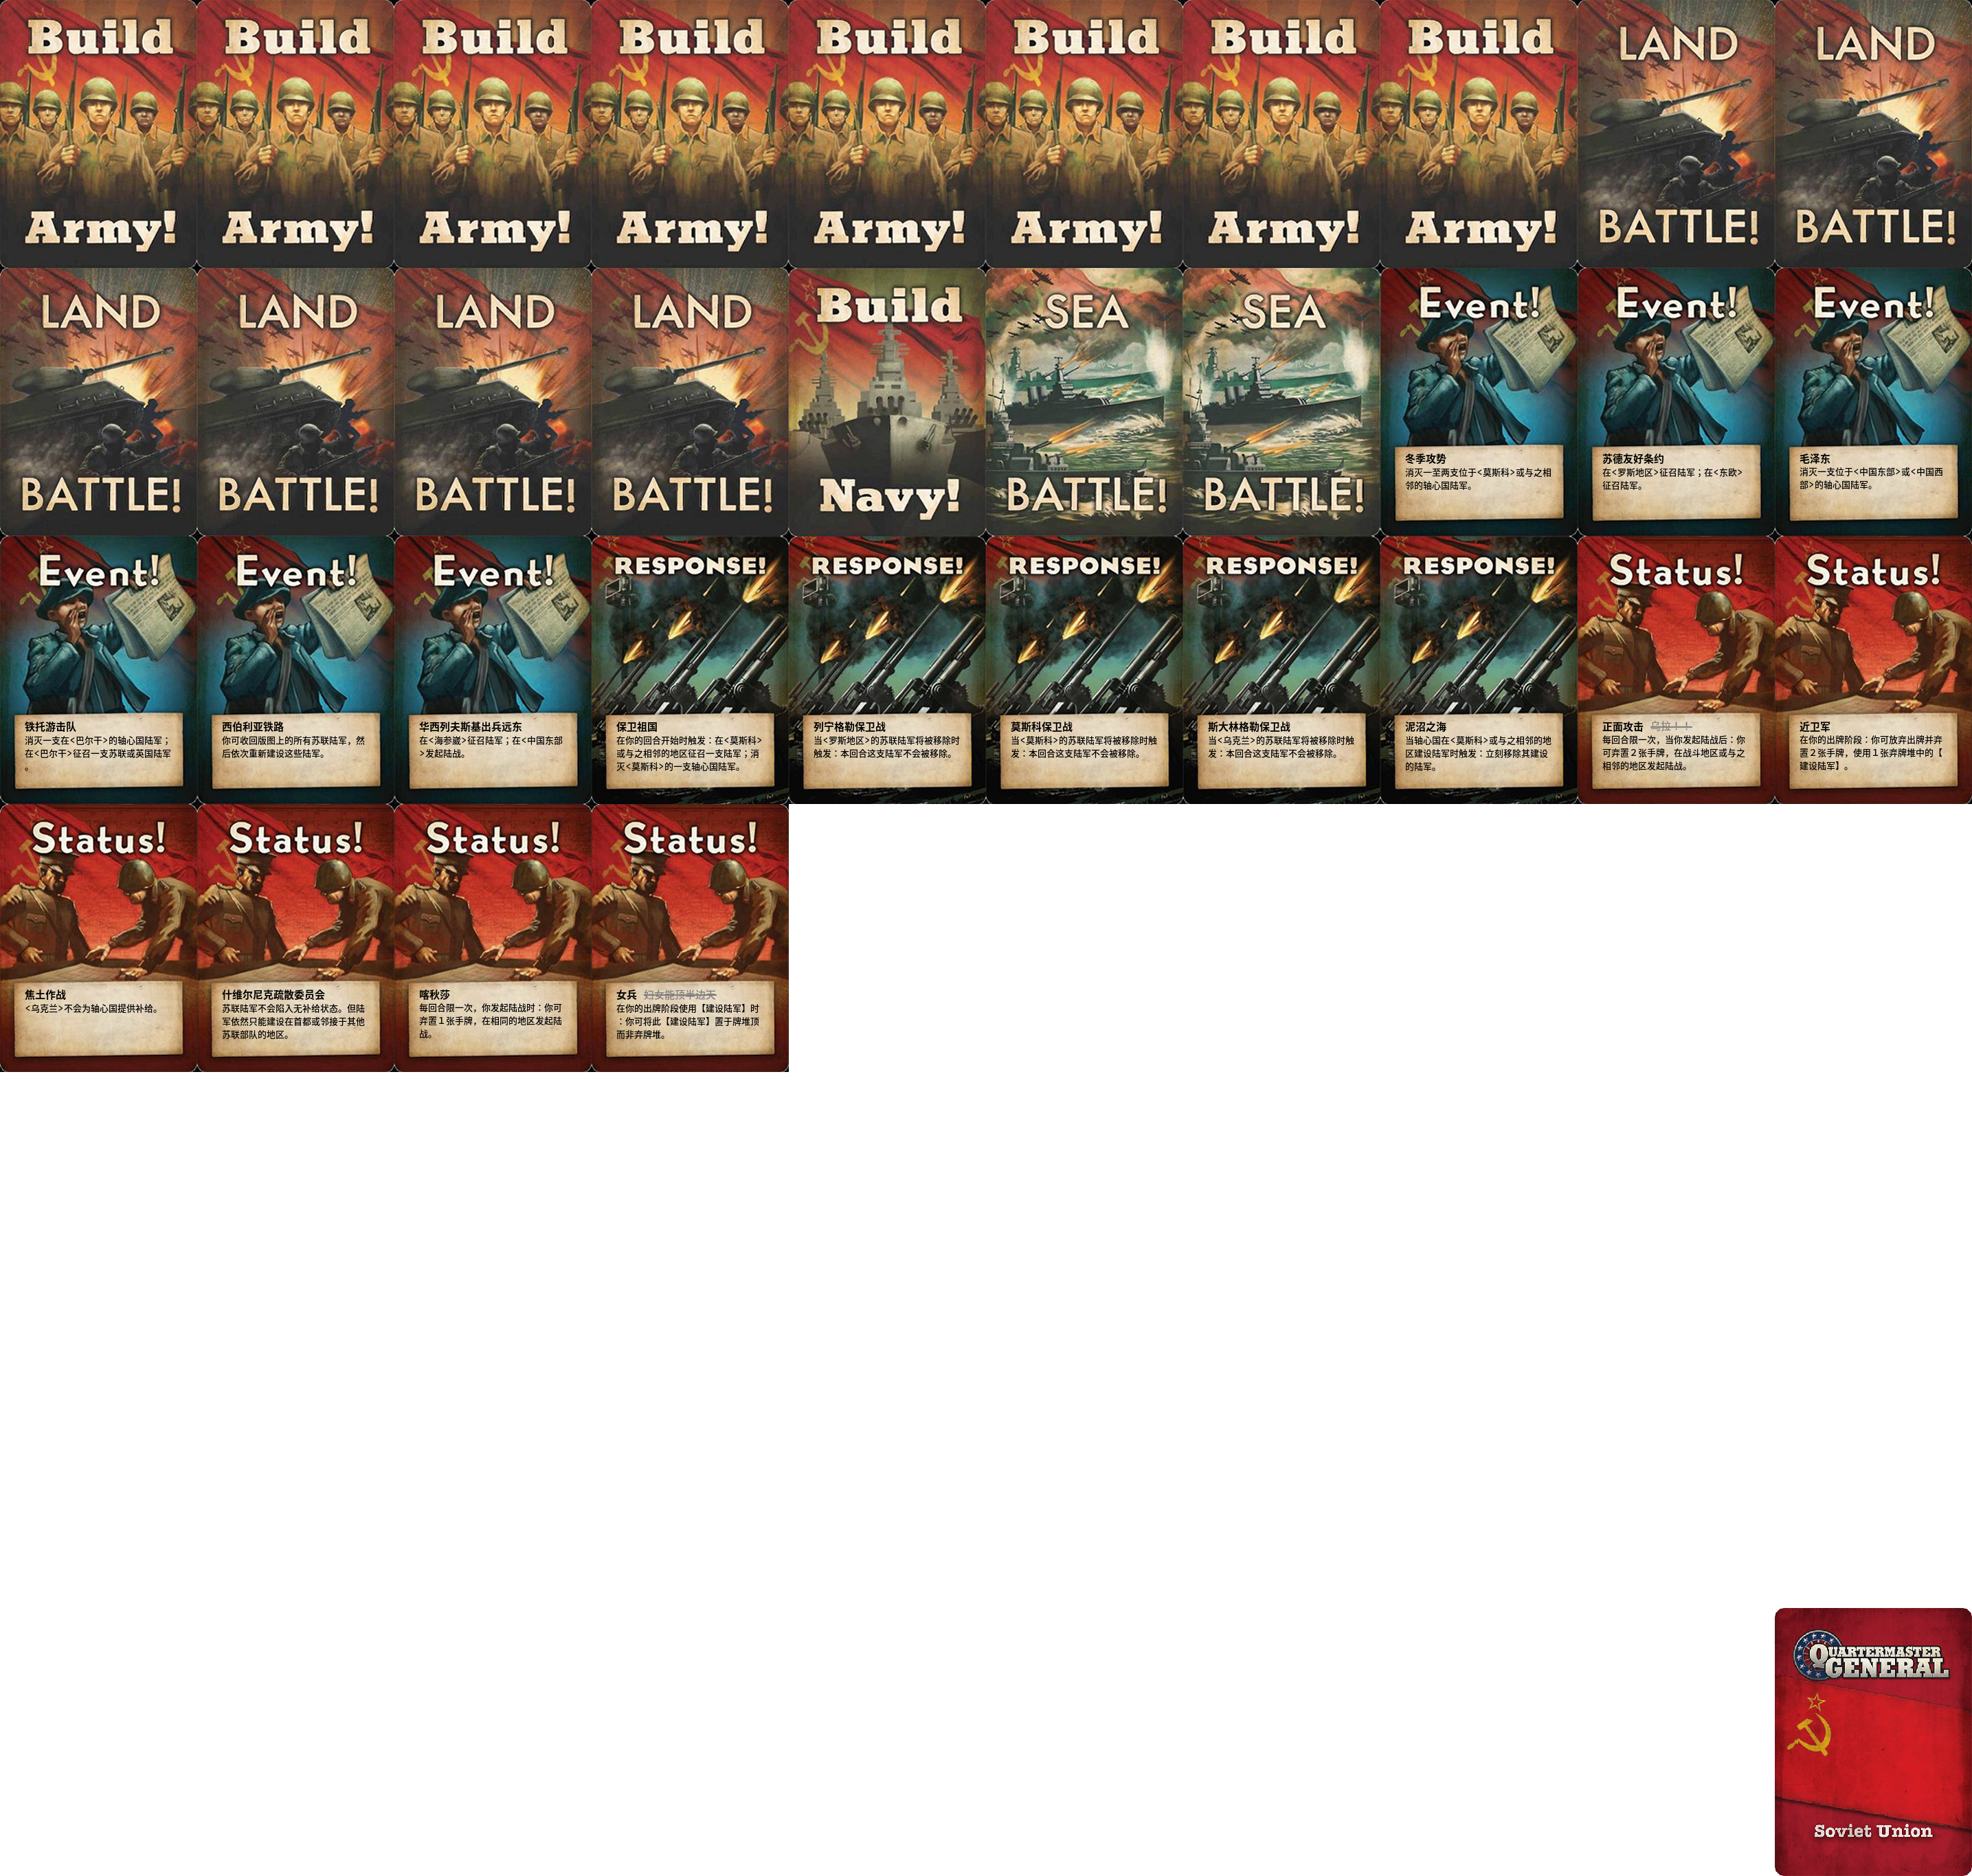 Build
Army!
Build
Army!
Build
Army!
Build
Army!
Build
Army!
Build
Army!
Build
Army!
Build
Army!
LAND
BATTLE!
LAND
BATTLE!
LAND
BATTLE!
LAND
BATTLE!
LAND
BATTLE!
LAND
BATTLE!
Build
Navy!
SEA
BATTLE!
SEA
BATTLE!
Event!
冬季攻势
消灭一至两支位于<莫斯科>或与之相
邻的轴心国陆军。
Event!
苏德友好条约
在<罗斯地区>征召陆军；在<东欧>
征召陆军。
Event!
毛泽东
消灭一支位于<中国东部>或<中国西
部>的轴心国陆军。
Event!
铁托游击队
消灭一支在<巴尔干>的轴心国陆军；
在<巴尔干>征召一支苏联或英国陆军
。
Event!
西伯利亚铁路
你可收回版图上的所有苏联陆军，然
后依次重新建设这些陆军。
Event!
华西列夫斯基出兵远东
在<海参崴>征召陆军；在<中国东部
>发起陆战。
RESPONSE!
保卫祖国
在你的回合开始时触发：在<莫斯科>
或与之相邻的地区征召一支陆军；消
灭<莫斯科>的一支轴心国陆军。
RESPONSE!
列宁格勒保卫战
当<罗斯地区>的苏联陆军将被移除时
触发：本回合这支陆军不会被移除。
RESPONSE!
莫斯科保卫战
当<莫斯科>的苏联陆军将被移除时触
发：本回合这支陆军不会被移除。
RESPONSE!
斯大林格勒保卫战
当<乌克兰>的苏联陆军将被移除时触
发：本回合这支陆军不会被移除。
RESPONSE!
泥沼之海
当轴心国在<莫斯科>或与之相邻的地
区建设陆军时触发：立刻移除其建设
的陆军。
Status!
正面攻击 乌拉！！
每回合限一次，当你发起陆战后：你
可弃置２张手牌，在战斗地区或与之
相邻的地区发起陆战。
Status!
近卫军
在你的出牌阶段：你可放弃出牌并弃
置２张手牌，使用１张弃牌堆中的【
建设陆军】。
Status!
焦土作战
<乌克兰>不会为轴心国提供补给。
Status!
什维尔尼克疏散委员会
苏联陆军不会陷入无补给状态。但陆
军依然只能建设在首都或邻接于其他
苏联部队的地区。
Status!
喀秋莎
每回合限一次，你发起陆战时：你可
弃置１张手牌，在相同的地区发起陆
战。
Status!
女兵 妇女能顶半边天
在你的出牌阶段使用【建设陆军】时
：你可将此【建设陆军】置于牌堆顶
而非弃牌堆。
QUARTERMASTER
GENERAL
Soviet Union